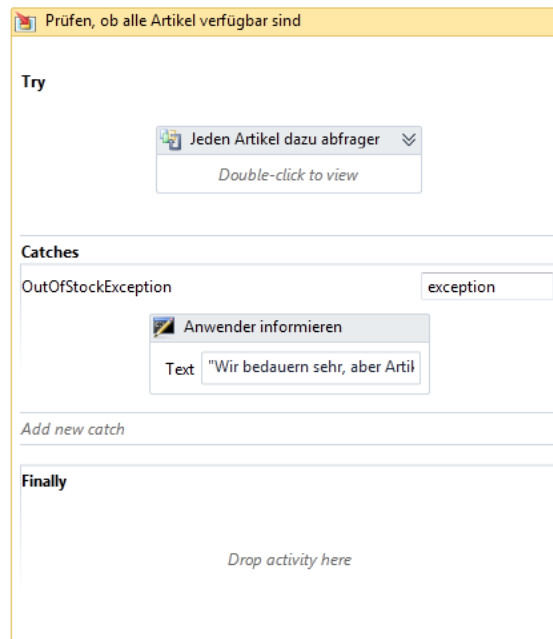 Prüfen, ob alle Artikel verfügbar sind
Try
Jeden Artikel dazu abfrager
Double-click to view
Catches
OutOfStockException exception
Anwender informieren
Text "Wir bedauern sehr, aber Artik
Add new catch
Finally
Drop activity here